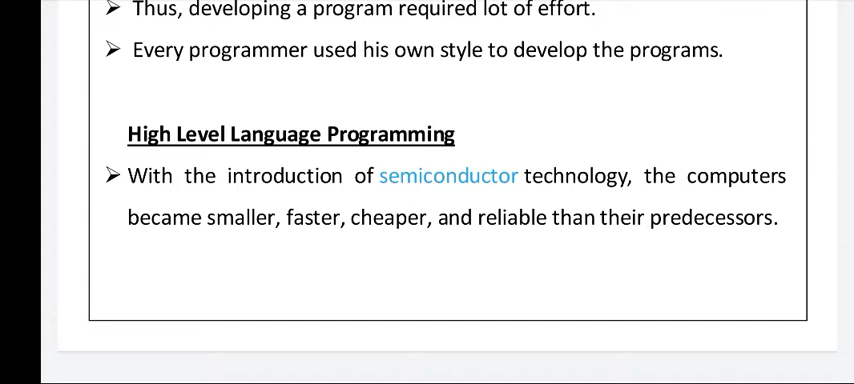 ➢ Thus, developing a program required lot of effort.
➢ Every programmer used his own style to develop the programs.
High Level Language Programming
➢ With the introduction of semiconductor technology, the computers
became smaller, faster, cheaper, and reliable than their predecessors.